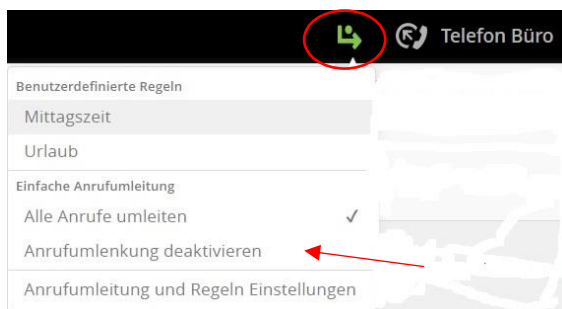 Telefon Büro
Benutzerdefinierte Regeln
Mittagszeit
Urlaub
Einfache Anrufumleitung
Alle Anrufe umleiten
Anrufumlenkung deaktivieren
Anrufumleitung und Regeln Einstellungen